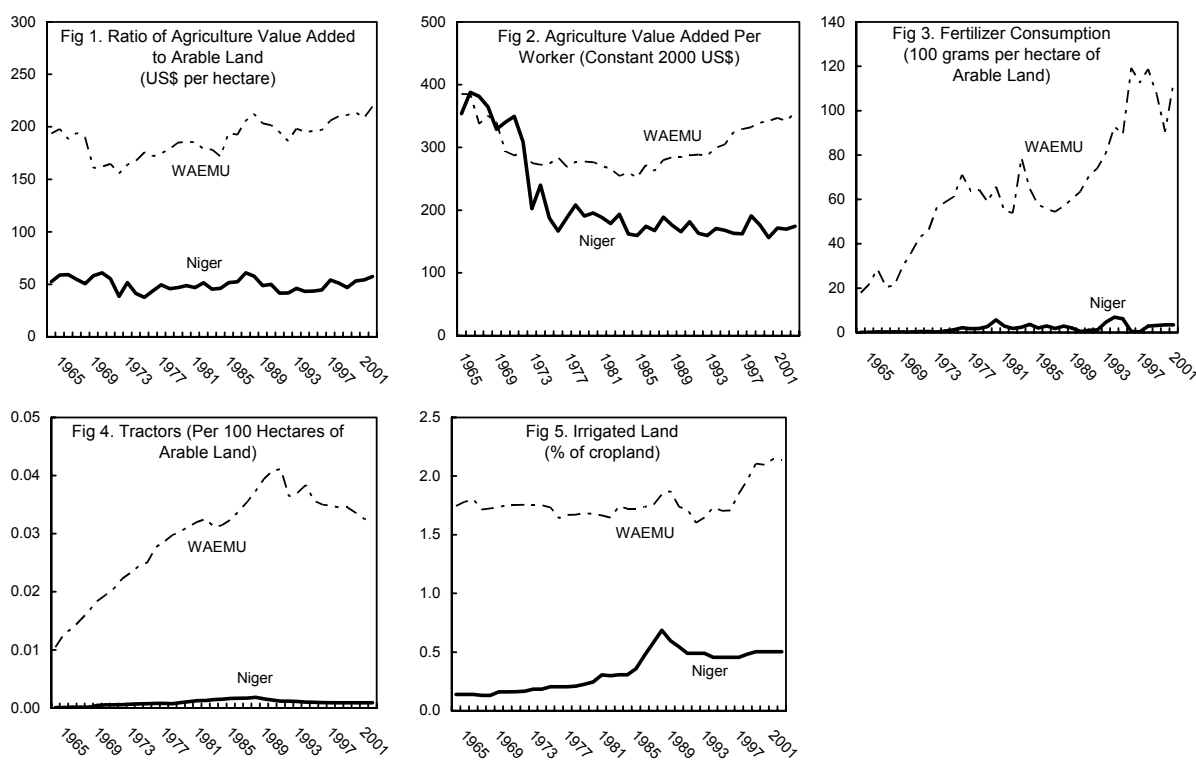 Fig 1. Ratio of Agriculture Value Added
to Arable Land
(US$ per hectare)
300
250
200
150
100
50
0
WAEMU
Niger
1965 1969 1973 1977 1981 1985 1989 1993 1997 2001
Fig 2. Agriculture Value Added Per
Worker (Constant 2000 US$)
500
400
300
200
100
0
WAEMU
Niger
1965 1969 1973 1977 1981 1985 1989 1993 1997 2001
Fig 3. Fertilizer Consumption
(100 grams per hectare of
Arable Land)
140
120
100
80
60
40
20
0
WAEMU
Niger
1965 1969 1973 1977 1981 1985 1989 1993 1997 2001
Fig 4. Tractors (Per 100 Hectares of
Arable Land)
0.05
0.04
0.03
0.02
0.01
0.00
WAEMU
Niger
1965 1969 1973 1977 1981 1985 1989 1993 1997 2001
Fig 5. Irrigated Land
(% of cropland)
2.5
2.0
1.5
1.0
0.5
0.0
WAEMU
Niger
1965 1969 1973 1977 1981 1985 1989 1993 1997 2001